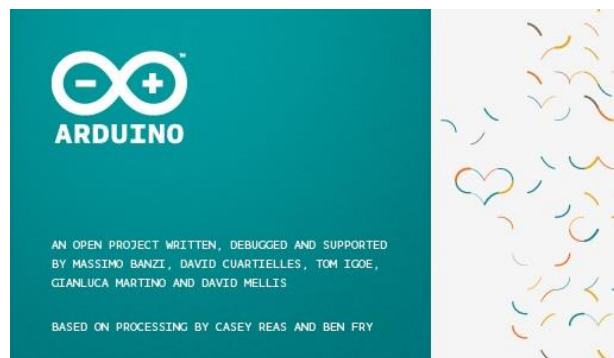 ARDUINO
AN OPEN PROJECT WRITTEN, DEBUGGED AND SUPPORTED
BY MASSIMO BANZI, DAVID CUARTIELLES, TOM IGOE,
GIANLUCA MARTINO AND DAVID MELLIS
BASED ON PROCESSING BY CASEY REAS AND BEN FRY